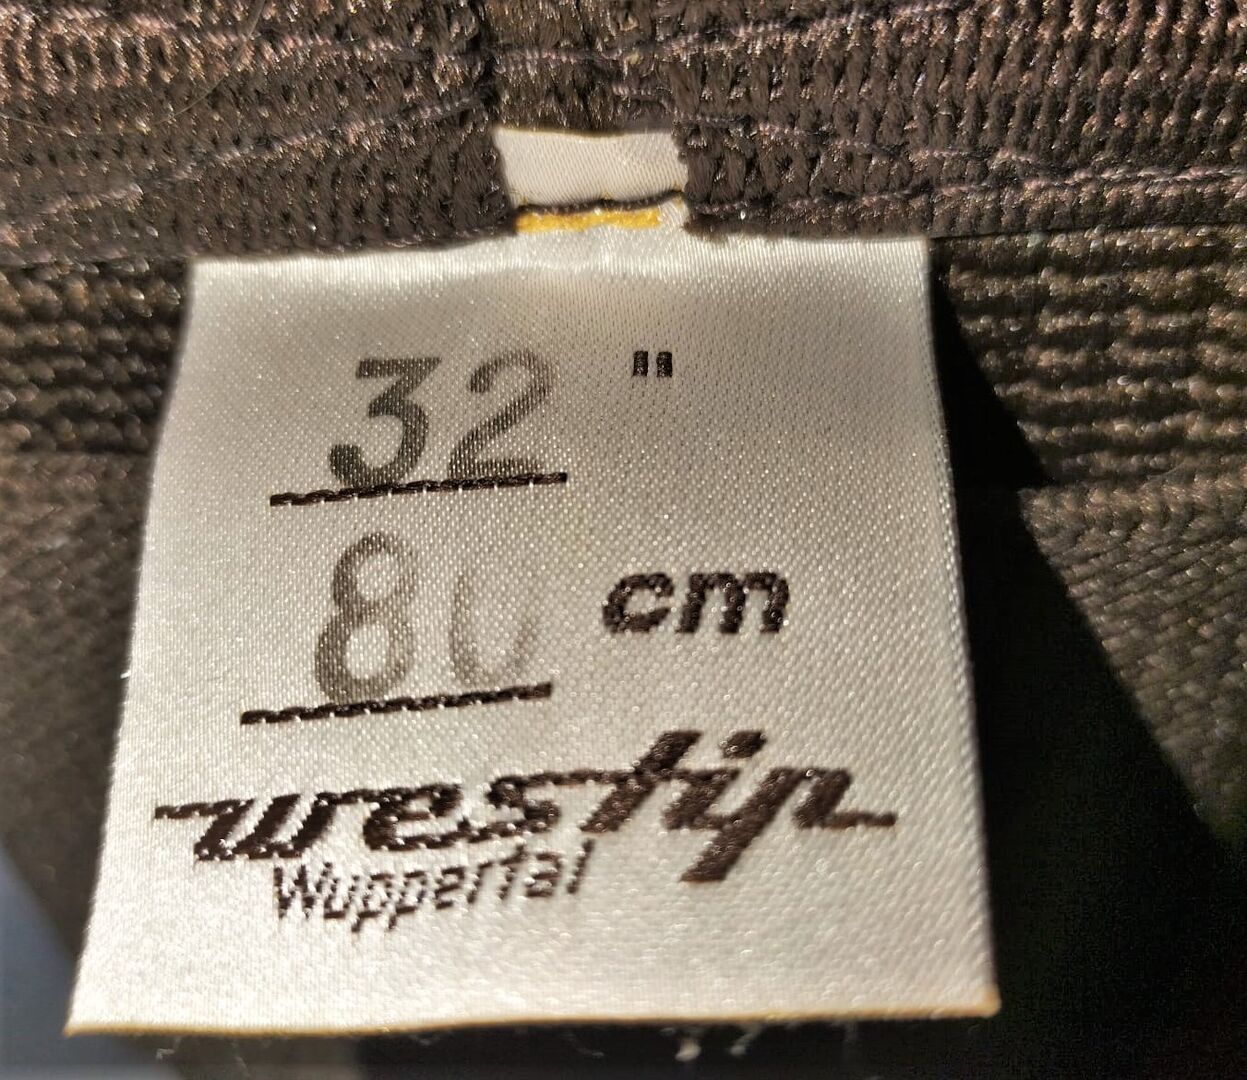 32 "
80 cm
westip
Wuppertal